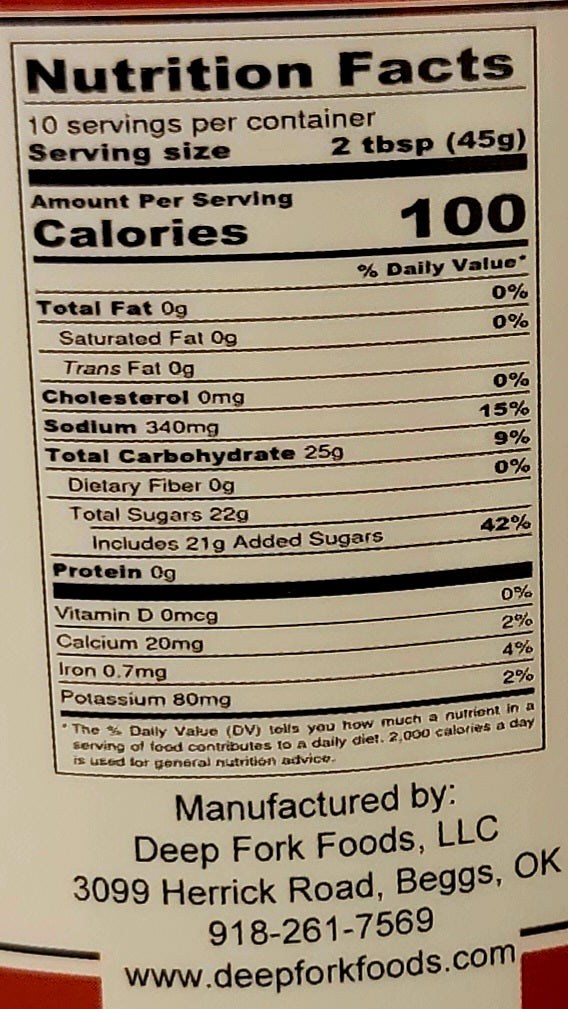 Nutrition Facts
10 servings per container
Serving size 2 tbsp (45g)
Amount Per Serving
Calories 100
% Daily Value*
Total Fat 0g 0%
Saturated Fat 0g 0%
Trans Fat 0g
Cholesterol 0mg 0%
Sodium 340mg 15%
Total Carbohydrate 25g 9%
Dietary Fiber 0g 0%
Total Sugars 22g
Includes 21g Added Sugars 42%
Protein 0g
Vitamin D 0mcg 0%
Calcium 20mg 2%
Iron 0.7mg 4%
Potassium 80mg 2%
* The % Daily Value (DV) tells you how much a nutrient in a
serving of food contributes to a daily diet. 2,000 calories a day
is used for general nutrition advice.
Manufactured by:
Deep Fork Foods, LLC
3099 Herrick Road, Beggs, OK
918-261-7569
www.deepforkfoods.com